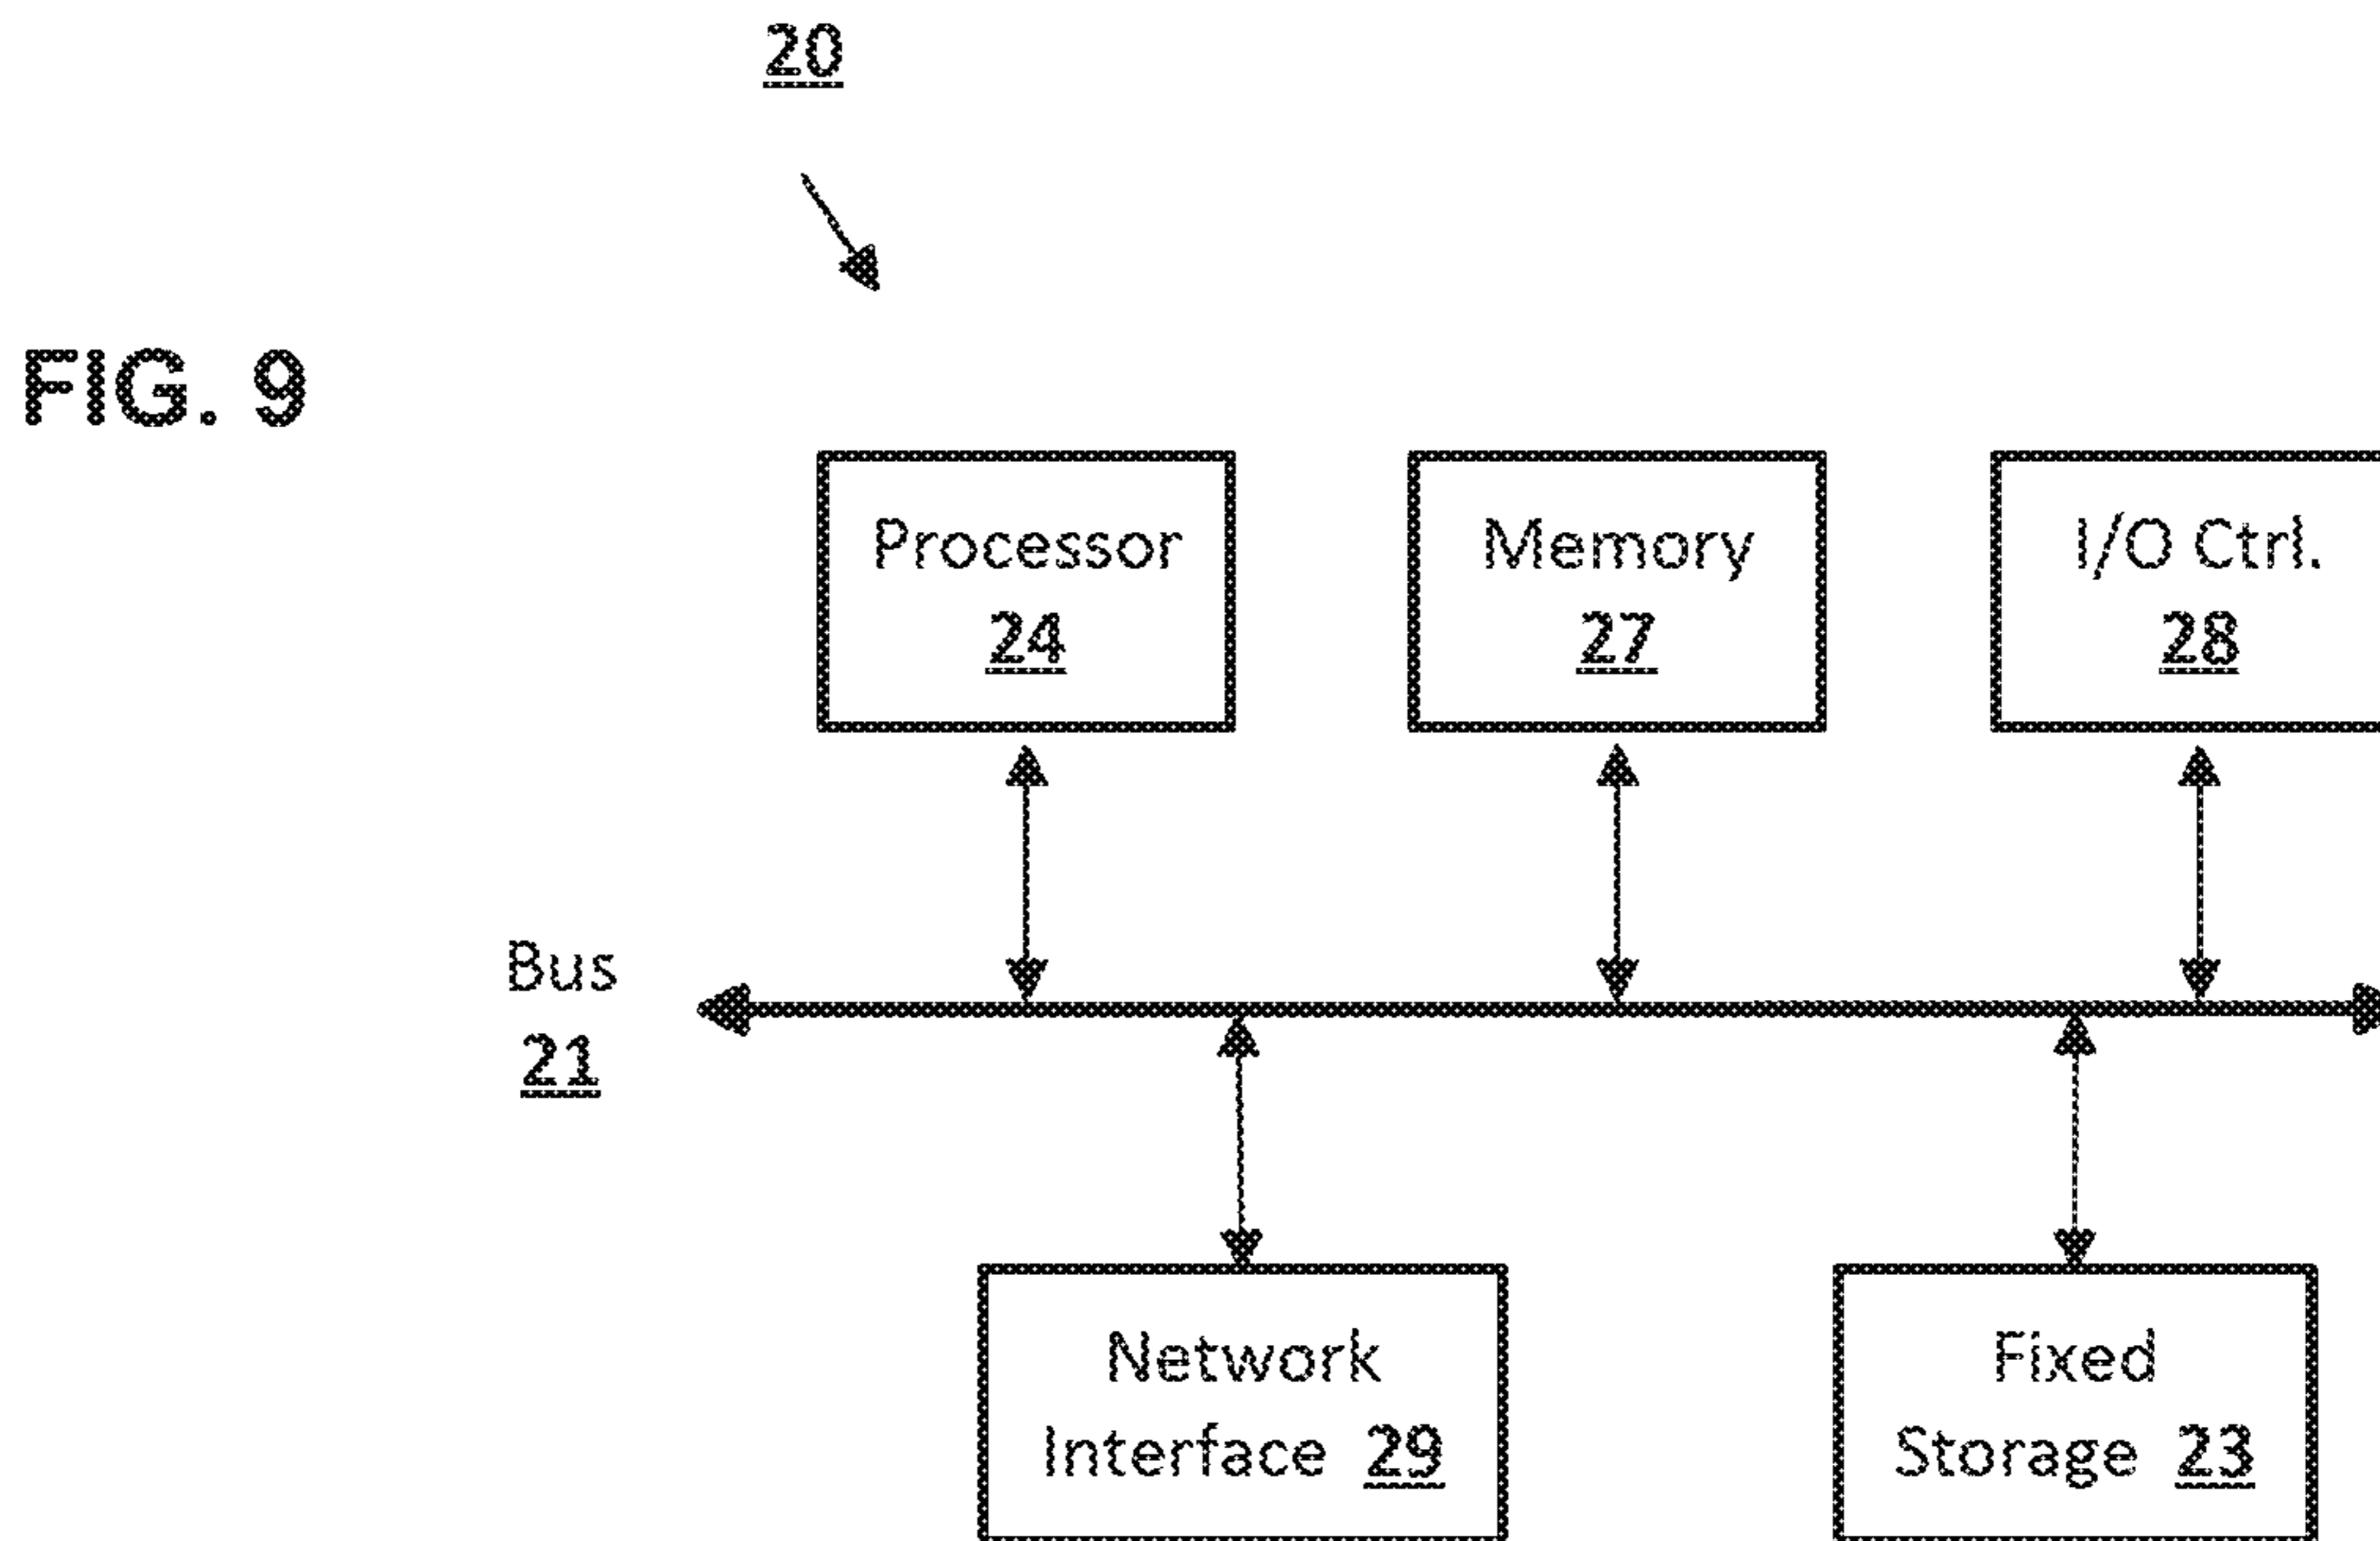 20
FIG. 9
Processor
24
Memory
27
I/O Ctrl.
28
Bus
21
Network
Interface 29
Fixed
Storage 23